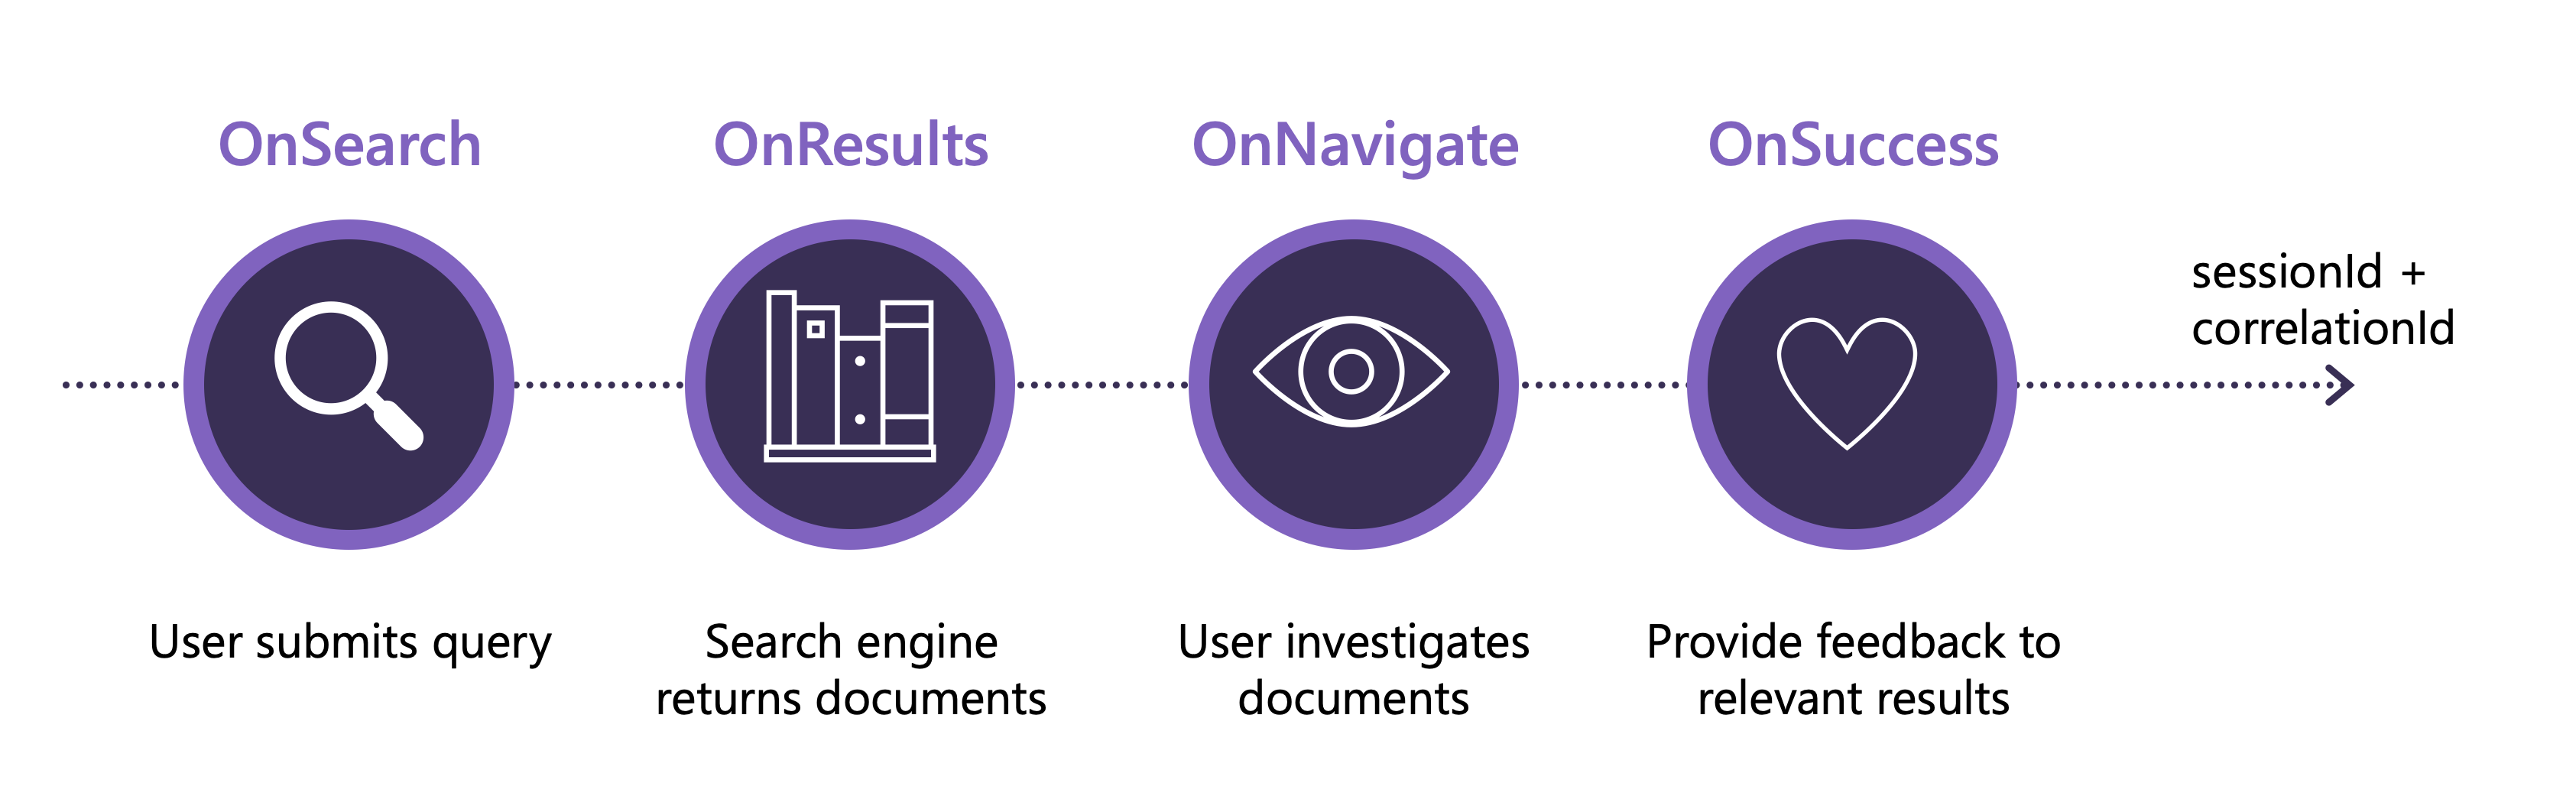 OnSearch
OnResults
OnNavigate
OnSuccess
sessionId +
correlationId
User submits query
Search engine
returns documents
User investigates
documents
Provide feedback to
relevant results